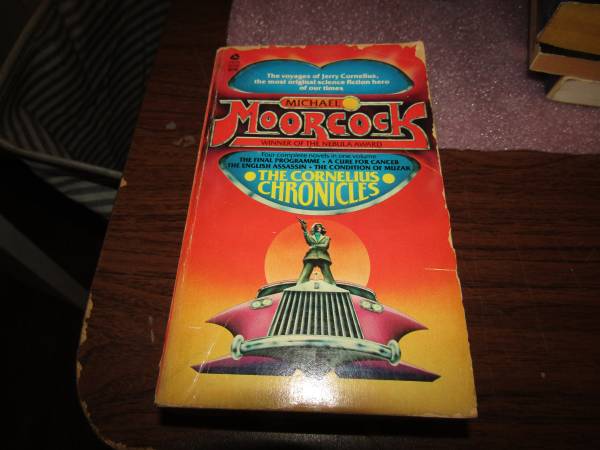 The voyages of Jerry Cornelius,
the most original science fiction hero
of our times
MICHAEL
MOORCOCK
WINNER OF THE NEBULA AWARD
Four complete novels in one volume
THE FINAL PROGRAMME • A CURE FOR CANCER
THE ENGLISH ASSASSIN • THE CONDITION OF MUZAK
• THE CORNELIUS •
CHRONICLES